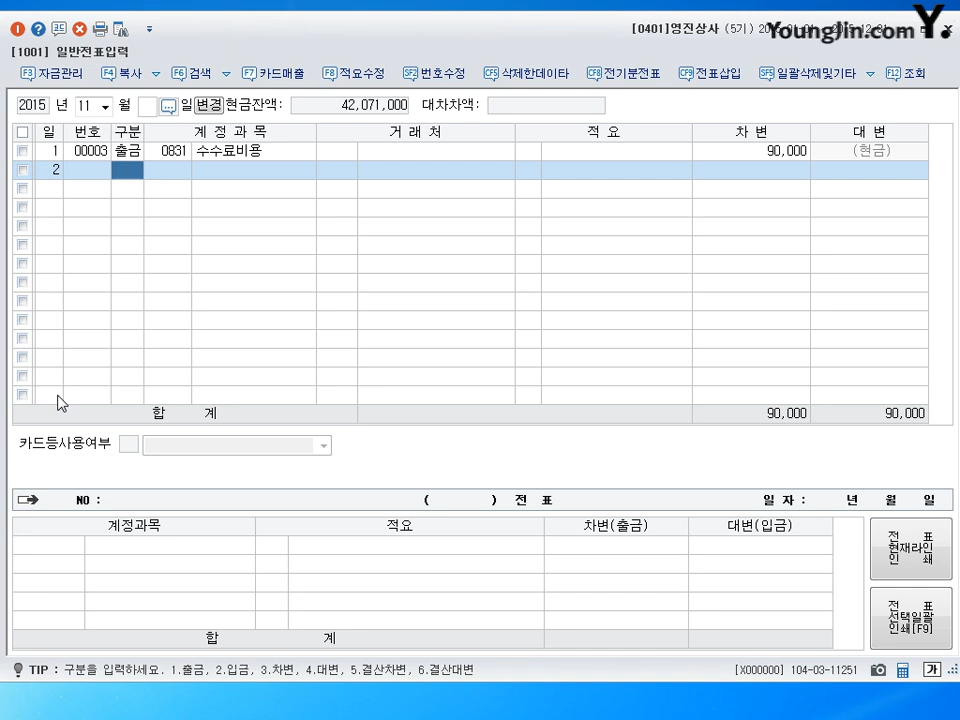 [0401]영진상사 (5기)
Younglin.com Y.
[1001] 일반전표입력
F3 자금관리 F4 복사 F6 검색 F7 카드매출 F8 적요수정 SF2 번호수정 CF5 삭제한데이타 CF8 전기분전표 CF9 전표삽입 SF5 일괄삭제및기타 F12 조회
2015 년 11 월 일 변경 현금잔액: 42,071,000 대차차액:
일 번호 구분 계 정 과 목 거 래 처 적 요 차 변 대 변
1 00003 출금 0831 수수료비용 90,000 (현금)
2
합 계 90,000 90,000
카드등사용여부
NO : ( ) 전 표 일 자 : 년 월 일
계정과목 적요 차변(출금) 대변(입금)
전 표
현재라인
인 쇄
전 표
선택일괄
인쇄[F9]
합 계
TIP : 구분을 입력하세요. 1.출금, 2.입금, 3.차변, 4.대변, 5.결산차변, 6.결산대변 [X000000] 104-03-11251 가